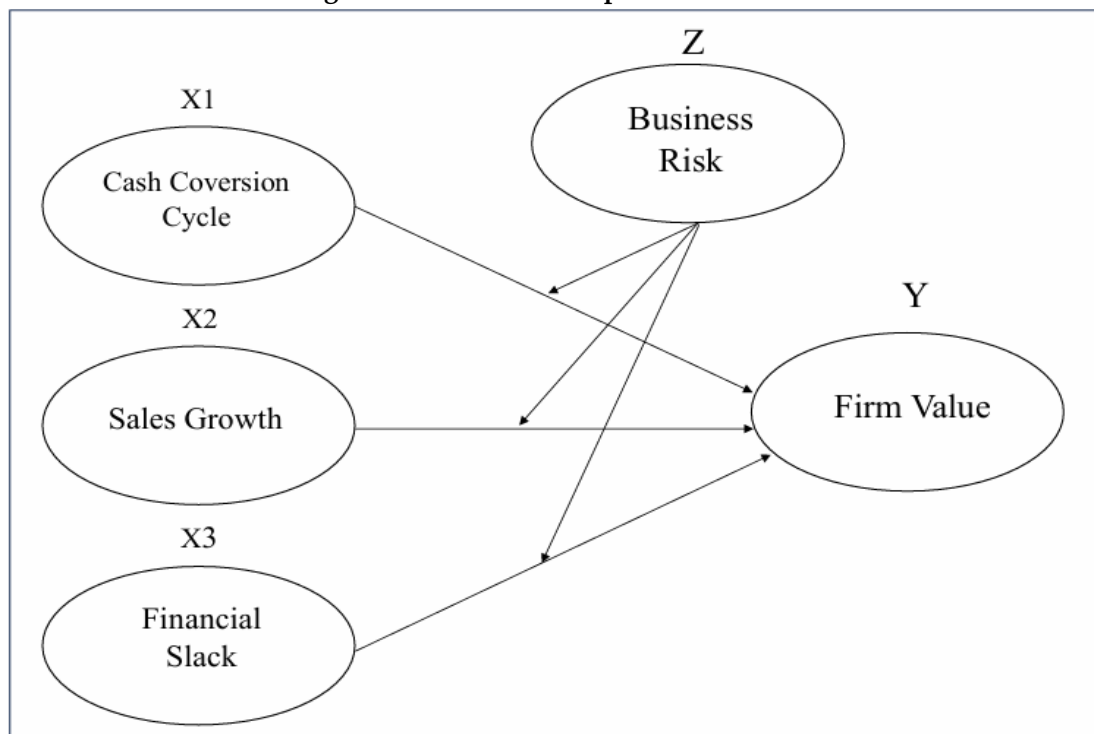 Z
Business
Risk
X1
Cash Coversion
Cycle
X2
Sales Growth
Y
Firm Value
X3
Financial
Slack